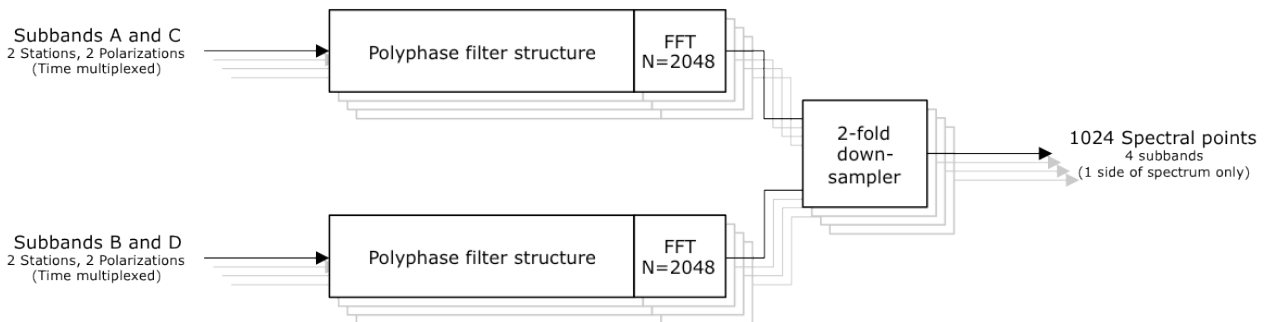 Subbands A and C
2 Stations, 2 Polarizations
(Time multiplexed)
Polyphase filter structure
FFT
N=2048
2-fold
down-
sampler
1024 Spectral points
4 subbands
(1 side of spectrum only)
Subbands B and D
2 Stations, 2 Polarizations
(Time multiplexed)
Polyphase filter structure
FFT
N=2048